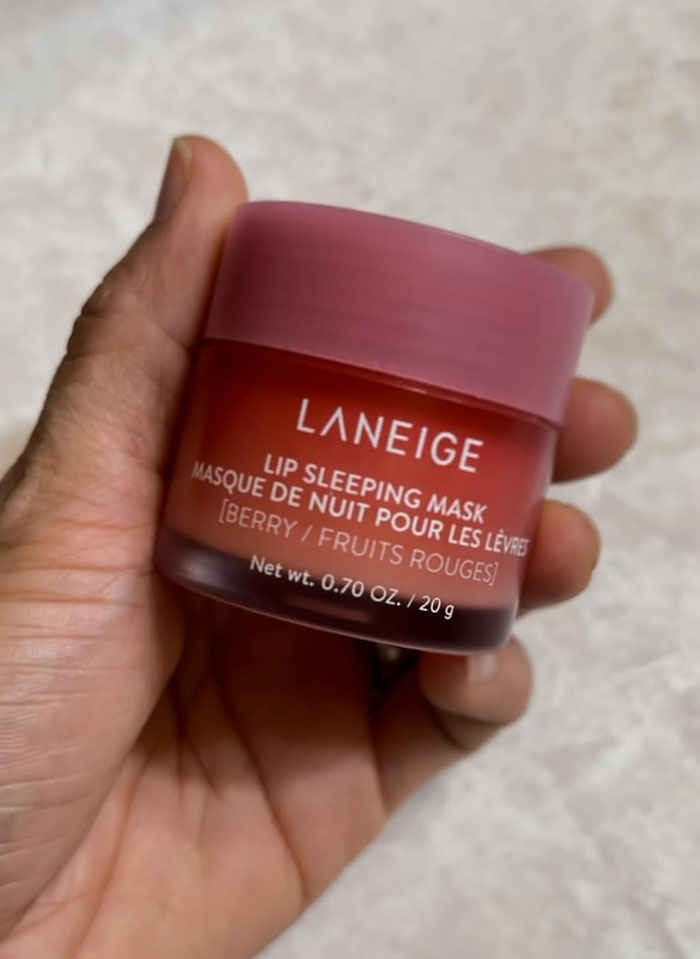 LANEIGE
LIP SLEEPING MASK
MASQUE DE NUIT POUR LES LÈVRES
[BERRY / FRUITS ROUGES]
Net wt. 0.70 OZ. / 20 g